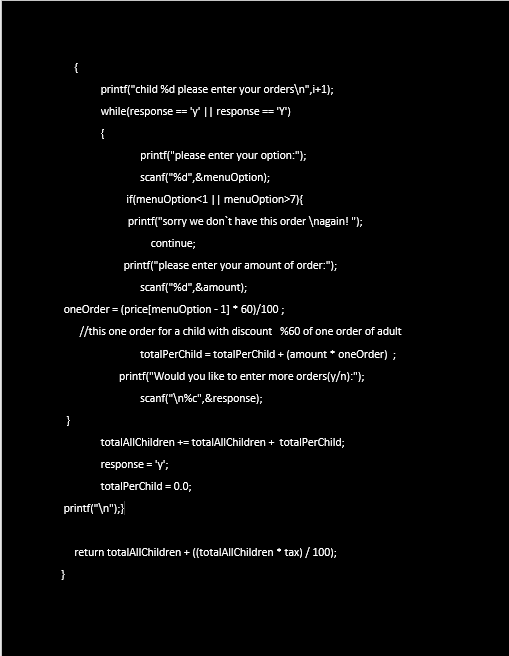 {
printf("child %d please enter your orders\n",i+1);
while(response == 'y' || response == 'Y')
{
printf("please enter your option:");
scanf("%d",&menuOption);
if(menuOption<1 || menuOption>7){
printf("sorry we don`t have this order \nagain! ");
continue;
printf("please enter your amount of order:");
scanf("%d",&amount);
oneOrder = (price[menuOption - 1] * 60)/100 ;
//this one order for a child with discount %60 of one order of adult
totalPerChild = totalPerChild + (amount * oneOrder) ;
printf("Would you like to enter more orders(y/n):");
scanf("\n%c",&response);
}
totalAllChildren += totalAllChildren + totalPerChild;
response = 'y';
totalPerChild = 0.0;
printf("\n");}
return totalAllChildren + ((totalAllChildren * tax) / 100);
}